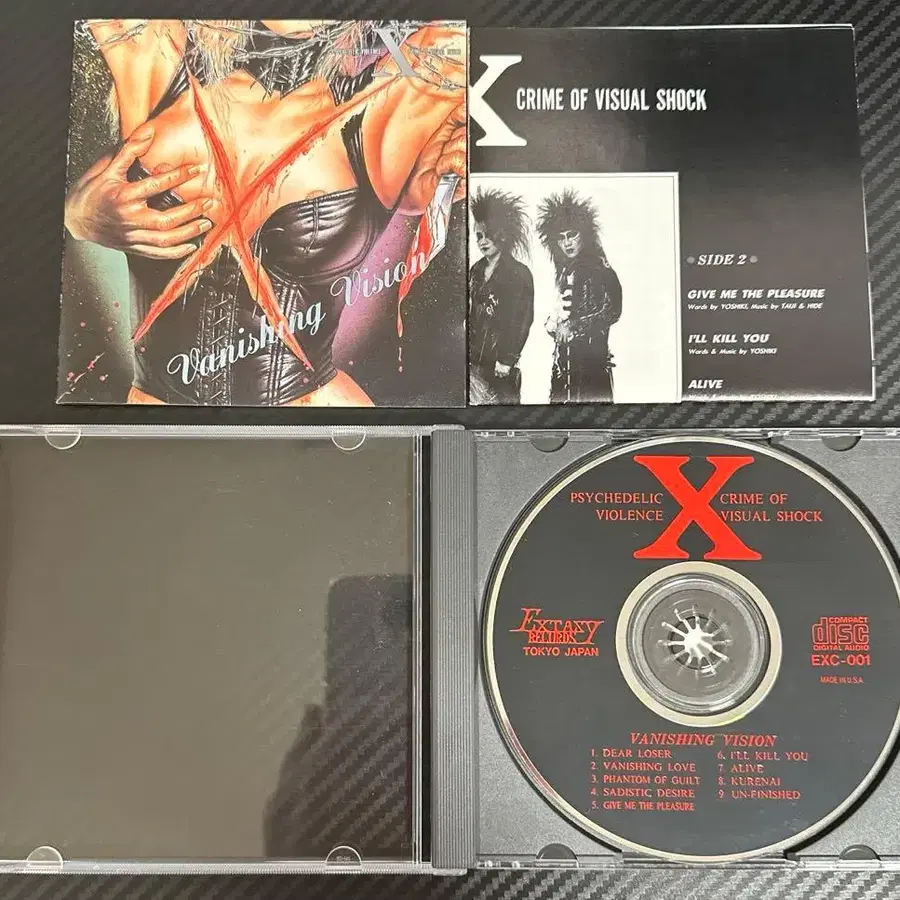 PSYCHEDELIC VIOLENCE
X
Vanishing Vision
X
CRIME OF VISUAL SHOCK
SIDE 2
GIVE ME THE PLEASURE
Words by YOSHIKI, Music by TAIJI & HIDE
I'LL KILL YOU
Words & Music by YOSHIKI
ALIVE
X
PSYCHEDELIC
VIOLENCE
CRIME OF
VISUAL SHOCK
EXTASY
RECORDS
TOKYO JAPAN
COMPACT
disc
DIGITAL AUDIO
EXC-001
MADE IN U.S.A.
VANISHING VISION
1. DEAR LOSER
2. VANISHING LOVE
3. PHANTOM OF GUILT
4. SADISTIC DESIRE
5. GIVE ME THE PLEASURE
6. I'LL KILL YOU
7. ALIVE
8. KURENAI
9. UN-FINISHED